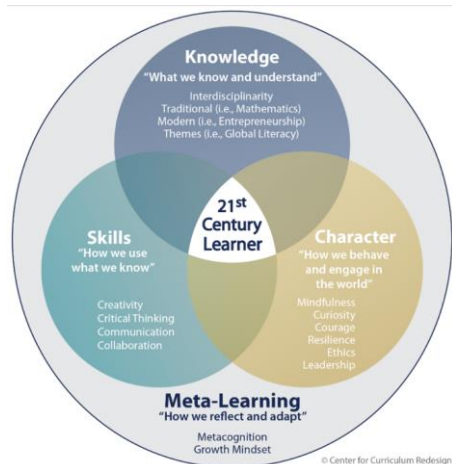 Knowledge
“What we know and understand”
Interdisciplinarity
Traditional (i.e., Mathematics)
Modern (i.e., Entrepreneurship)
Themes (i.e., Global Literacy)
21st
Century
Learner
Skills
“How we use
what we know”
Creativity
Critical Thinking
Communication
Collaboration
Character
“How we behave
and engage in
the world”
Mindfulness
Curiosity
Courage
Resilience
Ethics
Leadership
Meta-Learning
“How we reflect and adapt”
Metacognition
Growth Mindset
© Center for Curriculum Redesign